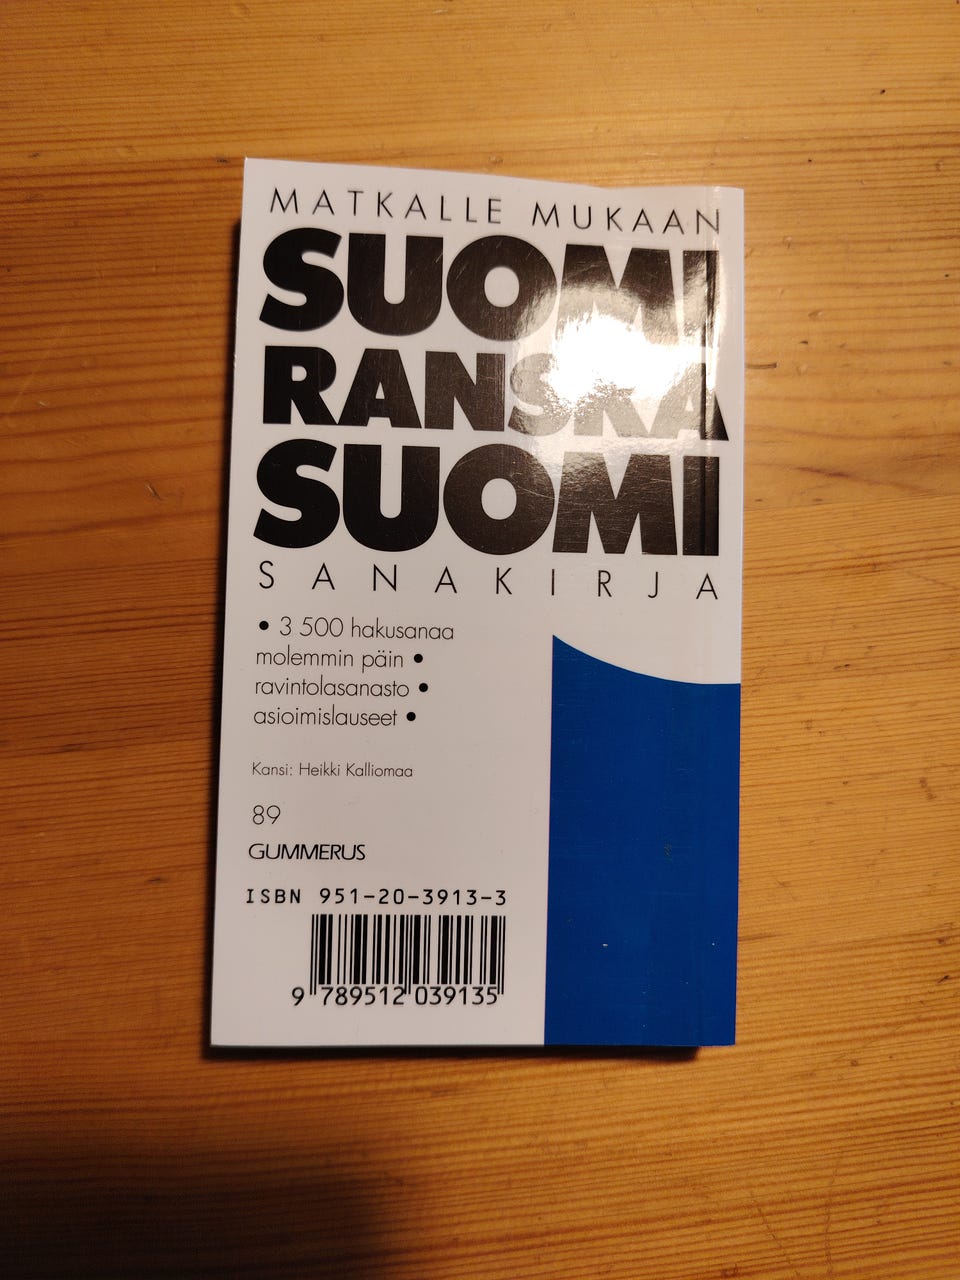 MATKALLE MUKAAN
SUOMI
RANSKA
SUOMI
SANAKIRJA
• 3 500 hakusanaa
molemmin päin •
ravintolasanasto •
asioimislauseet •
Kansi: Heikki Kalliomaa
89
GUMMERUS
ISBN 951-20-3913-3
9 789512 039135